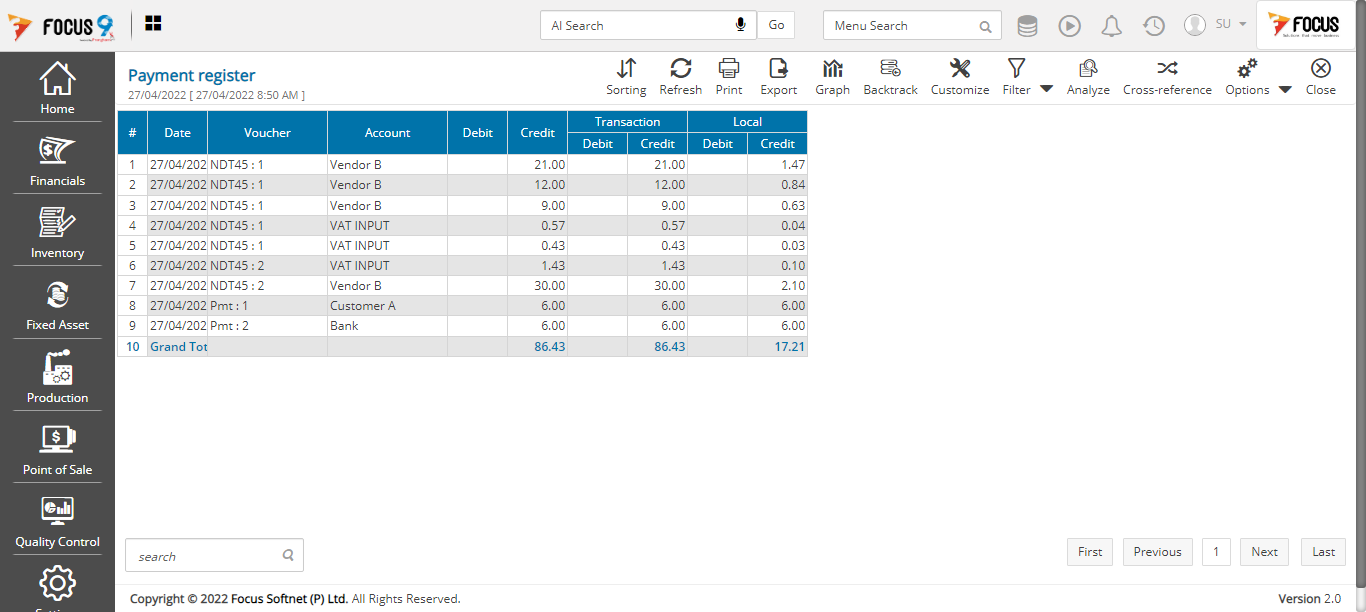 FOCUS 9
AI Search Go Menu Search SU FOCUS
Home
Financials
Inventory
Fixed Asset
Production
Point of Sale
Quality Control
Payment register
27/04/2022 [ 27/04/2022 8:50 AM ]
Sorting Refresh Print Export Graph Backtrack Customize Filter Analyze Cross-reference Options Close
# Date Voucher Account Debit Credit Transaction Local
Debit Credit Debit Credit
1 27/04/202 NDT45 : 1 Vendor B 21.00 21.00 1.47
2 27/04/202 NDT45 : 1 Vendor B 12.00 12.00 0.84
3 27/04/202 NDT45 : 1 Vendor B 9.00 9.00 0.63
4 27/04/202 NDT45 : 1 VAT INPUT 0.57 0.57 0.04
5 27/04/202 NDT45 : 1 VAT INPUT 0.43 0.43 0.03
6 27/04/202 NDT45 : 2 VAT INPUT 1.43 1.43 0.10
7 27/04/202 NDT45 : 2 Vendor B 30.00 30.00 2.10
8 27/04/202 Pmt : 1 Customer A 6.00 6.00 6.00
9 27/04/202 Pmt : 2 Bank 6.00 6.00 6.00
10 Grand Tot 86.43 86.43 17.21
search First Previous 1 Next Last
Copyright © 2022 Focus Softnet (P) Ltd. All Rights Reserved. Version 2.0